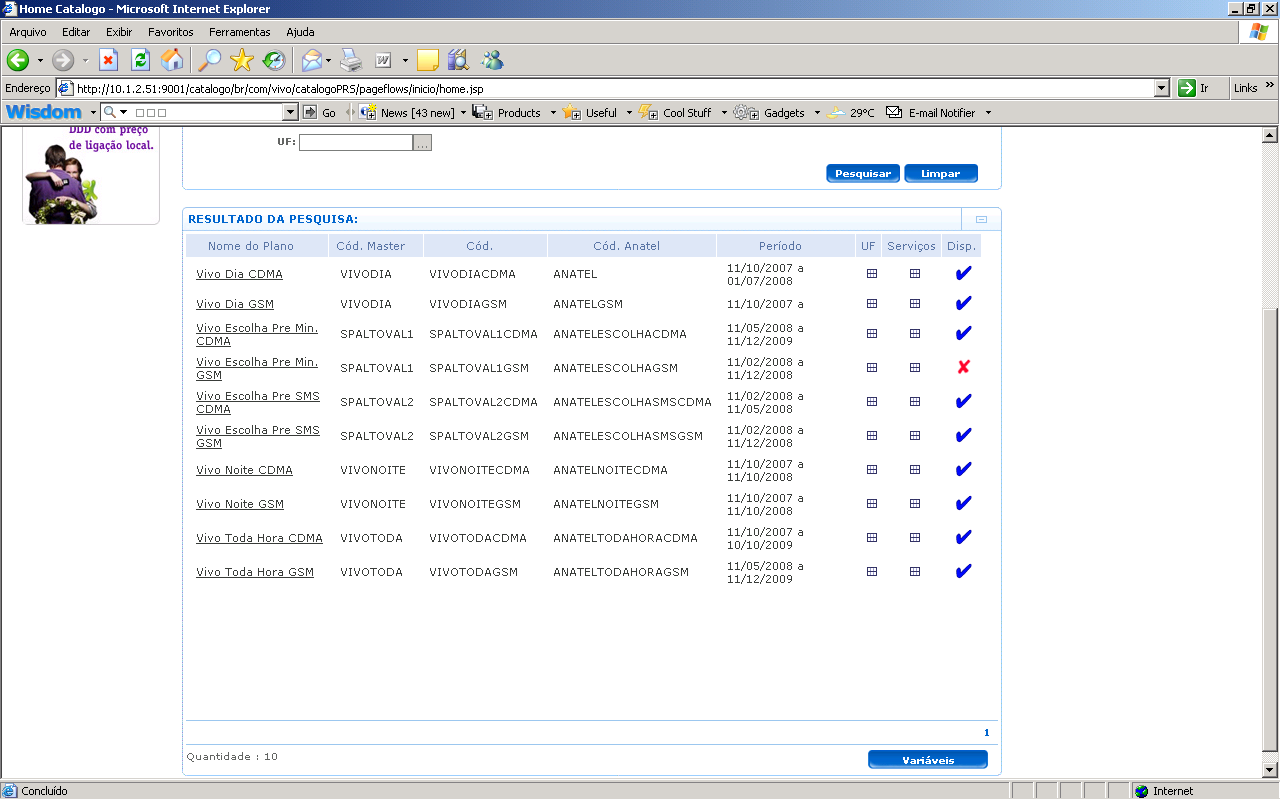 Home Catalogo - Microsoft Internet Explorer
Arquivo Editar Exibir Favoritos Ferramentas Ajuda
Endereço http://10.1.2.51:9001/catalogo/br/com/vivo/catalogoPRS/pageflows/inicio/home.jsp Ir Links »
Wisdom Go News [43 new] Products Useful Cool Stuff Gadgets 29°C E-mail Notifier
DDD com preço
de ligação local.
UF: ...
Pesquisar Limpar
RESULTADO DA PESQUISA:
Nome do Plano Cód. Master Cód. Cód. Anatel Período UF Serviços Disp.
Vivo Dia CDMA VIVODIA VIVODIACDMA ANATEL 11/10/2007 a
01/07/2008
Vivo Dia GSM VIVODIA VIVODIAGSM ANATELGSM 11/10/2007 a
Vivo Escolha Pre Min. CDMA SPALTOVAL1 SPALTOVAL1CDMA ANATELESCOLHACDMA 11/05/2008 a
11/12/2009
Vivo Escolha Pre Min. GSM SPALTOVAL1 SPALTOVAL1GSM ANATELESCOLHAGSM 11/02/2008 a
11/12/2008
Vivo Escolha Pre SMS CDMA SPALTOVAL2 SPALTOVAL2CDMA ANATELESCOLHASMSCDMA 11/02/2008 a
11/05/2008
Vivo Escolha Pre SMS GSM SPALTOVAL2 SPALTOVAL2GSM ANATELESCOLHASMSGSM 11/02/2008 a
11/12/2008
Vivo Noite CDMA VIVONOITE VIVONOITECDMA ANATELNOITECDMA 11/10/2007 a
11/10/2008
Vivo Noite GSM VIVONOITE VIVONOITEGSM ANATELNOITEGSM 11/10/2007 a
11/10/2008
Vivo Toda Hora CDMA VIVOTODA VIVOTODACDMA ANATELTODAHORACDMA 11/10/2007 a
10/10/2009
Vivo Toda Hora GSM VIVOTODA VIVOTODAGSM ANATELTODAHORAGSM 11/05/2008 a
11/12/2009
1
Quantidade : 10
Variáveis
Concluído Internet